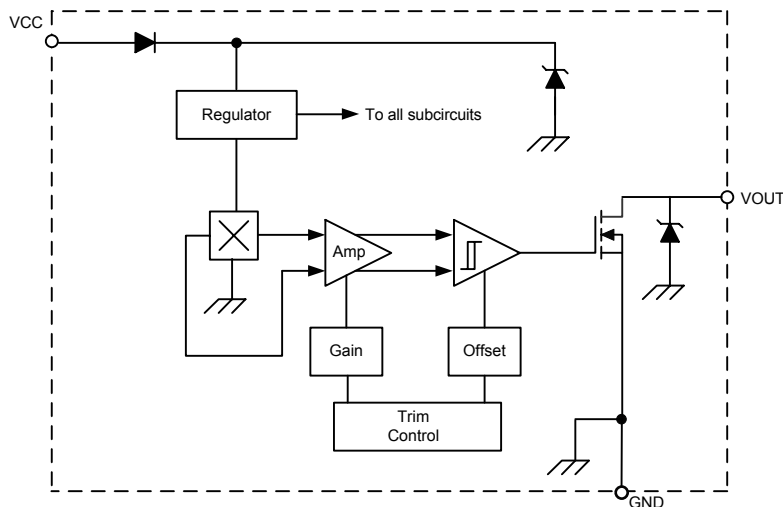 VCC
Regulator
To all subcircuits
VOUT
Amp
Gain
Offset
Trim
Control
GND